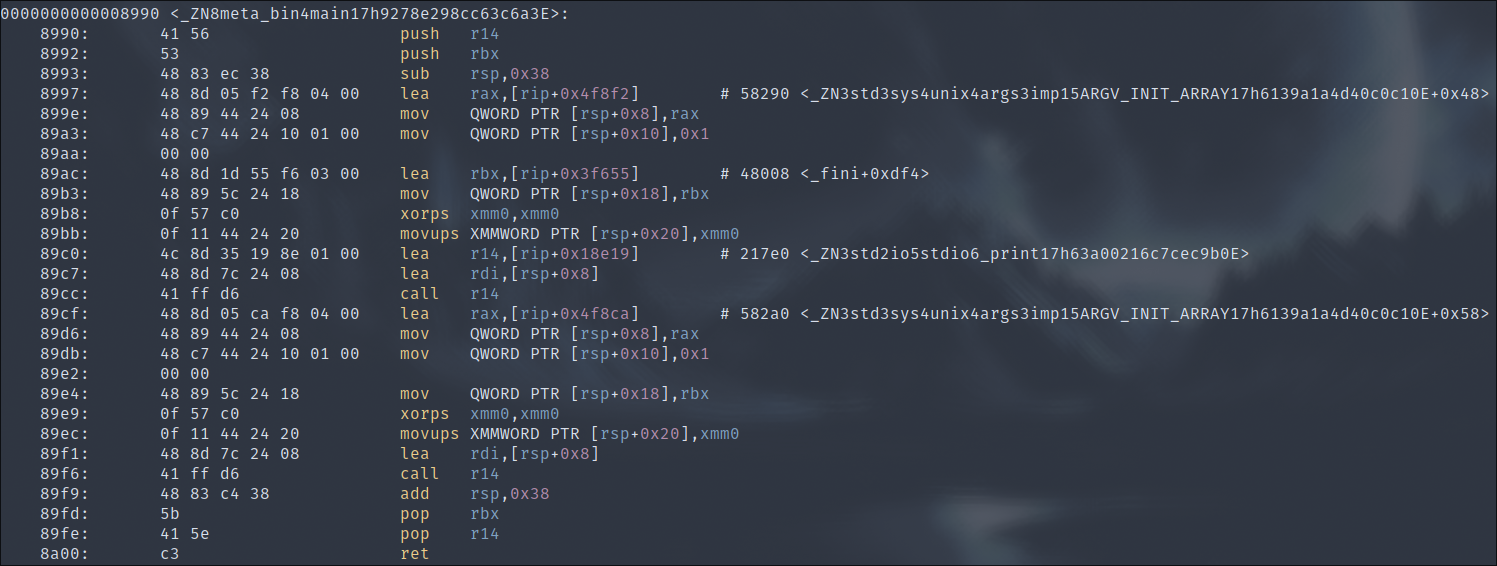 0000000000008990 <_ZN8meta_bin4main17h9278e298cc63c6a3E>:
8990: 41 56 push r14
8992: 53 push rbx
8993: 48 83 ec 38 sub rsp,0x38
8997: 48 8d 05 f2 f8 04 00 lea rax,[rip+0x4f8f2] # 58290 <_ZN3std3sys4unix4args3imp15ARGV_INIT_ARRAY17h6139a1a4d40c0c10E+0x48>
899e: 48 89 44 24 08 mov QWORD PTR [rsp+0x8],rax
89a3: 48 c7 44 24 10 01 00 mov QWORD PTR [rsp+0x10],0x1
89aa: 00 00
89ac: 48 8d 1d 55 f6 03 00 lea rbx,[rip+0x3f655] # 48008 <_fini+0xdf4>
89b3: 48 89 5c 24 18 mov QWORD PTR [rsp+0x18],rbx
89b8: 0f 57 c0 xorps xmm0,xmm0
89bb: 0f 11 44 24 20 movups XMMWORD PTR [rsp+0x20],xmm0
89c0: 4c 8d 35 19 8e 01 00 lea r14,[rip+0x18e19] # 217e0 <_ZN3std2io5stdio6_print17h63a00216c7cec9b0E>
89c7: 48 8d 7c 24 08 lea rdi,[rsp+0x8]
89cc: 41 ff d6 call r14
89cf: 48 8d 05 ca f8 04 00 lea rax,[rip+0x4f8ca] # 582a0 <_ZN3std3sys4unix4args3imp15ARGV_INIT_ARRAY17h6139a1a4d40c0c10E+0x58>
89d6: 48 89 44 24 08 mov QWORD PTR [rsp+0x8],rax
89db: 48 c7 44 24 10 01 00 mov QWORD PTR [rsp+0x10],0x1
89e2: 00 00
89e4: 48 89 5c 24 18 mov QWORD PTR [rsp+0x18],rbx
89e9: 0f 57 c0 xorps xmm0,xmm0
89ec: 0f 11 44 24 20 movups XMMWORD PTR [rsp+0x20],xmm0
89f1: 48 8d 7c 24 08 lea rdi,[rsp+0x8]
89f6: 41 ff d6 call r14
89f9: 48 83 c4 38 add rsp,0x38
89fd: 5b pop rbx
89fe: 41 5e pop r14
8a00: c3 ret